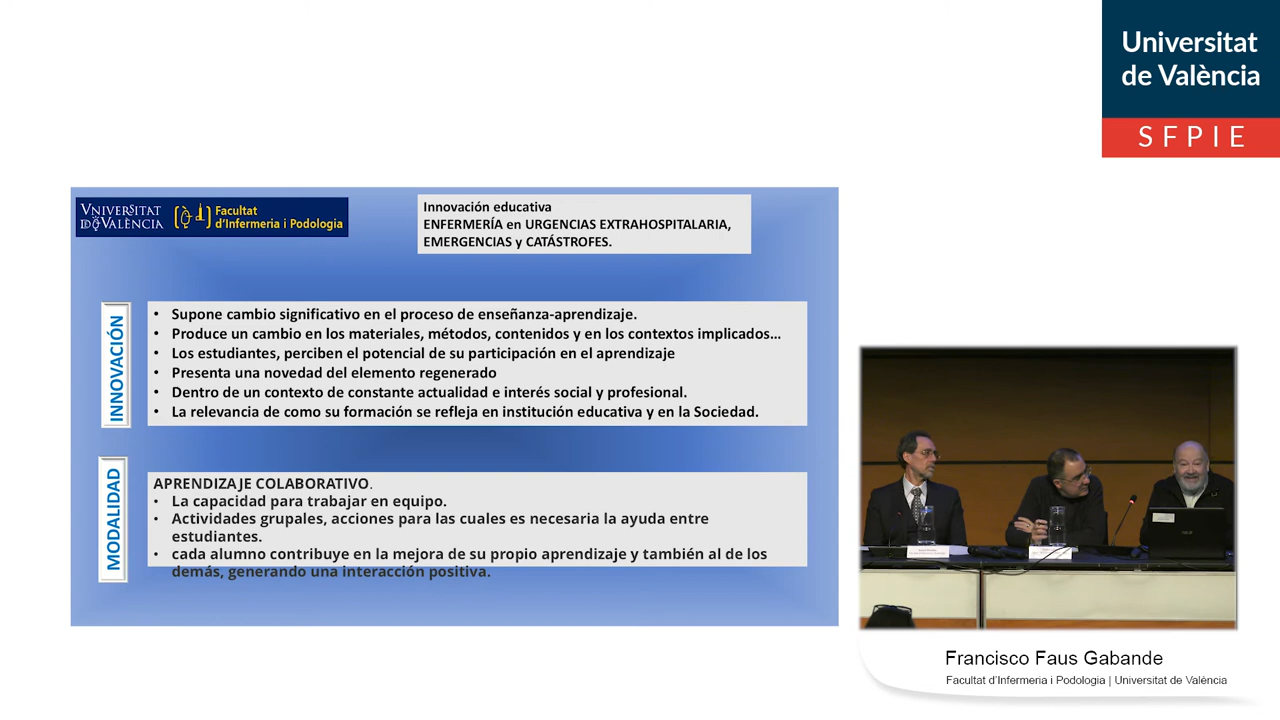 Universitat
de València
SFPIE
VNIVERSITAT
DE VALÈNCIA
Facultat
d'Infermeria i Podologia
Innovación educativa
ENFERMERÍA en URGENCIAS EXTRAHOSPITALARIA,
EMERGENCIAS y CATÁSTROFES.
INNOVACIÓN
• Supone cambio significativo en el proceso de enseñanza-aprendizaje.
• Produce un cambio en los materiales, métodos, contenidos y en los contextos implicados...
• Los estudiantes, perciben el potencial de su participación en el aprendizaje
• Presenta una novedad del elemento regenerado
• Dentro de un contexto de constante actualidad e interés social y profesional.
• La relevancia de como su formación se refleja en institución educativa y en la Sociedad.
MODALIDAD
APRENDIZAJE COLABORATIVO.
• La capacidad para trabajar en equipo.
• Actividades grupales, acciones para las cuales es necesaria la ayuda entre
estudiantes.
• cada alumno contribuye en la mejora de su propio aprendizaje y también al de los
demás, generando una interacción positiva.
Francisco Faus Gabande
Facultat d'Infermeria i Podologia | Universitat de València